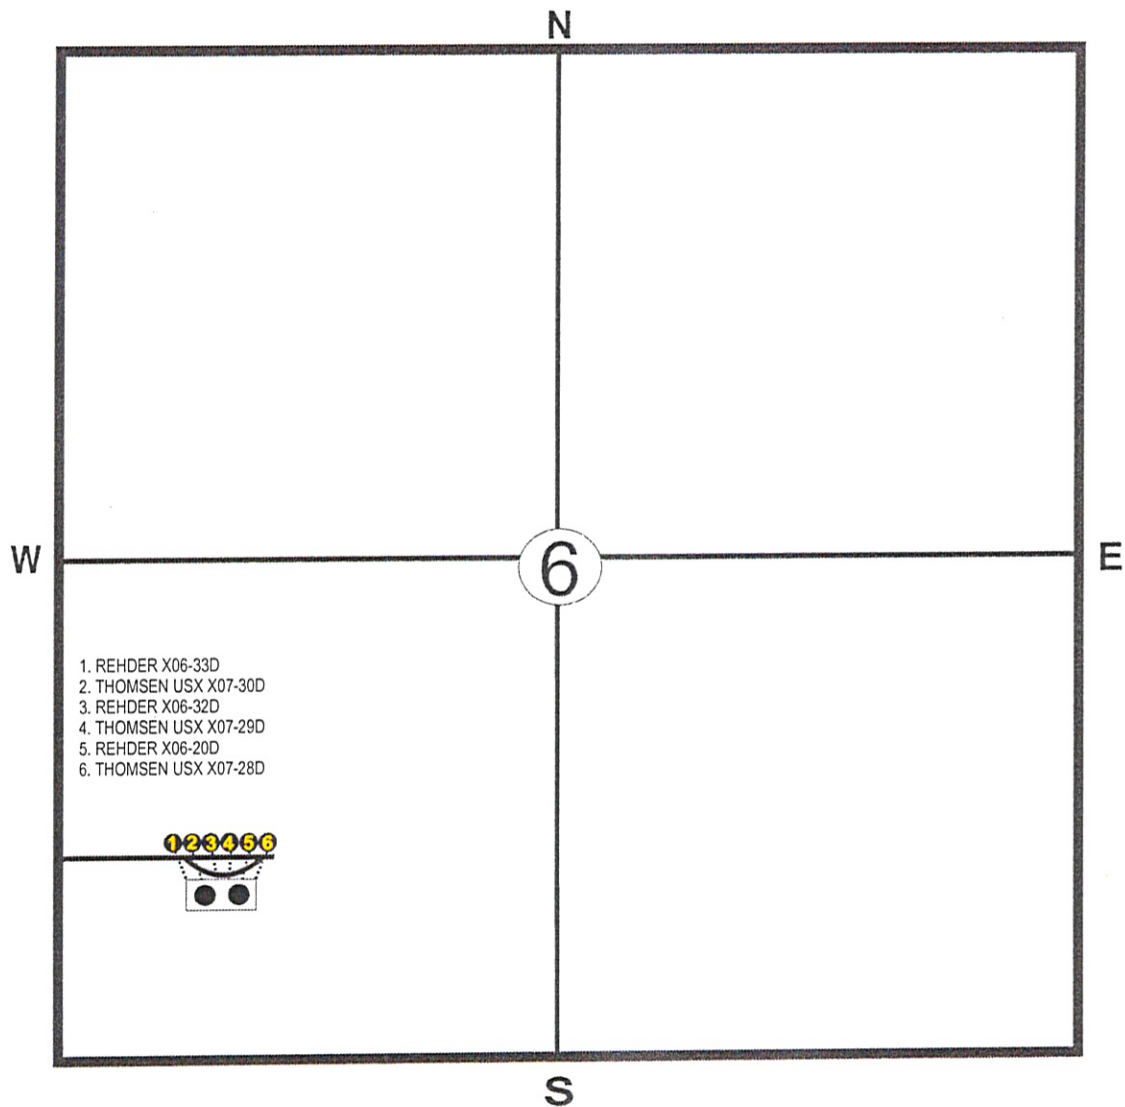 N
W
6
E
1. REHDER X06-33D
2. THOMSEN USX X07-30D
3. REHDER X06-32D
4. THOMSEN USX X07-29D
5. REHDER X06-20D
6. THOMSEN USX X07-28D
1 2 3 4 5 6
S